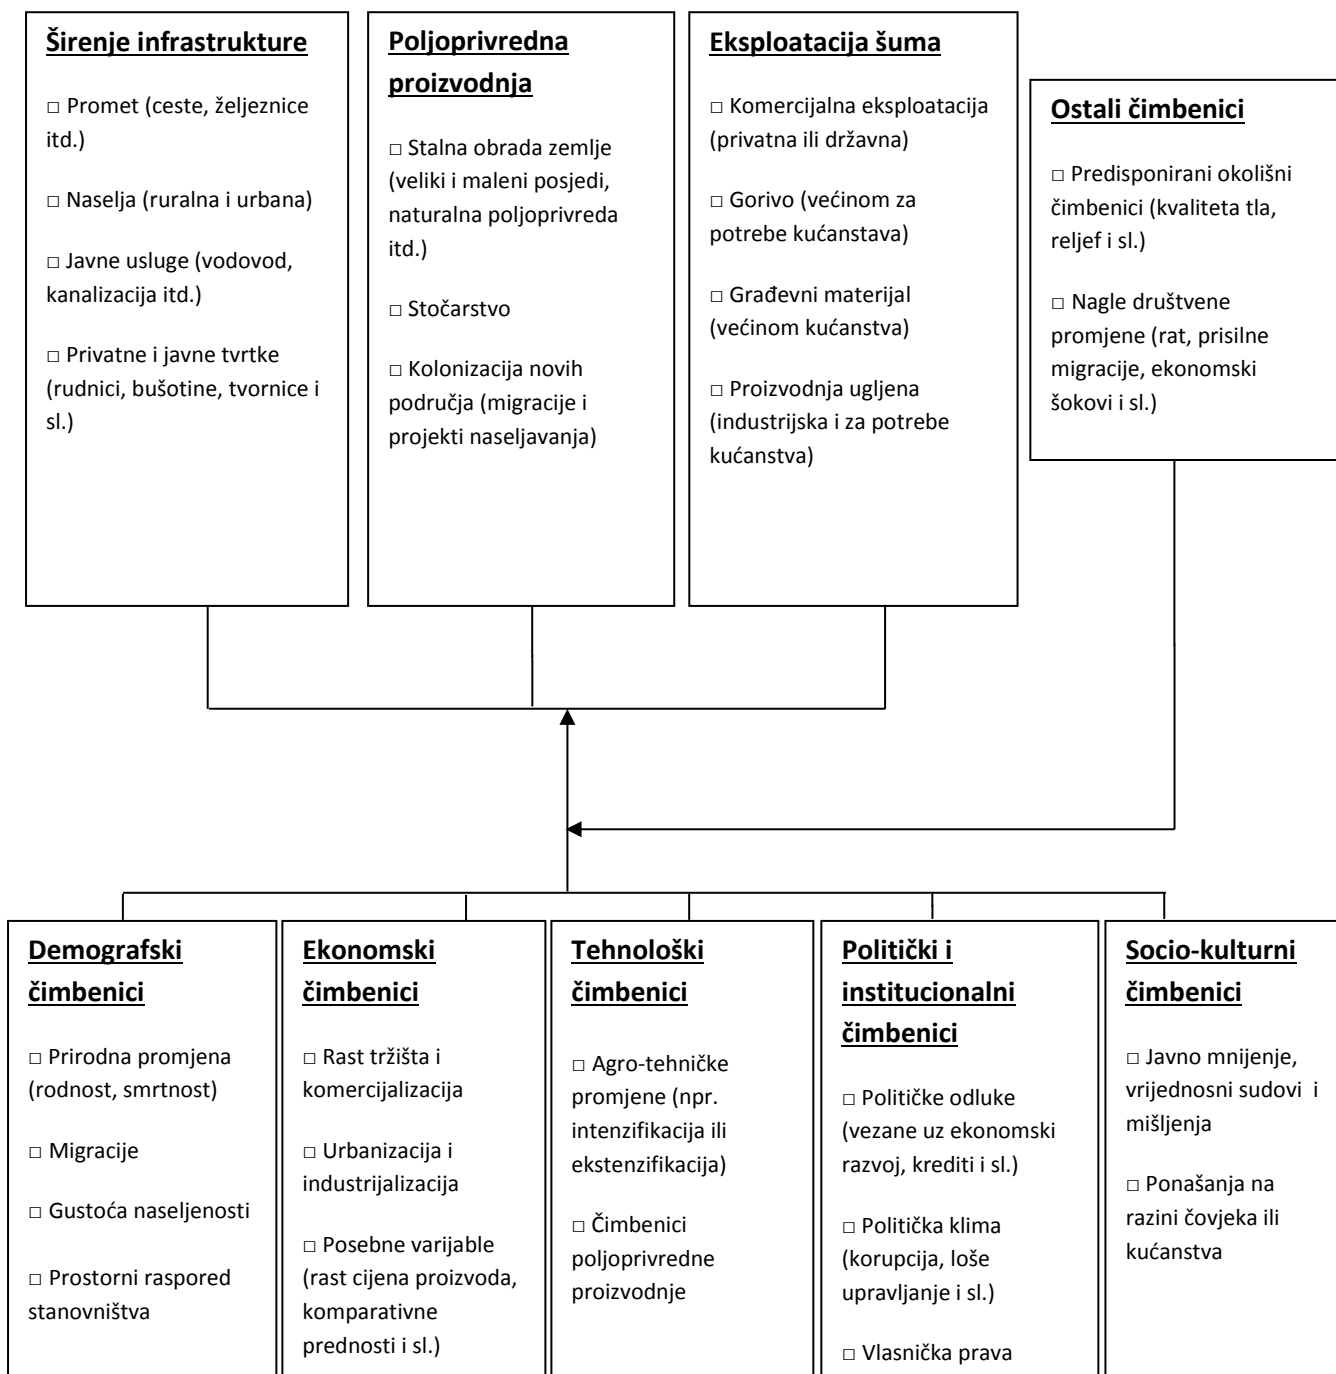 Širenje infrastrukture
□ Promet (ceste, željeznice
itd.)
□ Naselja (ruralna i urbana)
□ Javne usluge (vodovod,
kanalizacija itd.)
□ Privatne i javne tvrtke
(rudnici, bušotine, tvornice i
sl.)
Poljoprivredna
proizvodnja
□ Stalna obrada zemlje
(veliki i maleni posjedi,
naturalna poljoprivreda
itd.)
□ Stočarstvo
□ Kolonizacija novih
područja (migracije i
projekti naseljavanja)
Eksploatacija šuma
□ Komercijalna eksploatacija
(privatna ili državna)
□ Gorivo (većinom za
potrebe kućanstava)
□ Građevni materijal
(većinom kućanstva)
□ Proizvodnja ugljena
(industrijska i za potrebe
kućanstva)
Ostali čimbenici
□ Predisponirani okolišni
čimbenici (kvaliteta tla,
reljef i sl.)
□ Nagle društvene
promjene (rat, prisilne
migracije, ekonomski
šokovi i sl.)
Demografski
čimbenici
□ Prirodna promjena
(rodnost, smrtnost)
□ Migracije
□ Gustoća naseljenosti
□ Prostorni raspored
stanovništva
Ekonomski
čimbenici
□ Rast tržišta i
komercijalizacija
□ Urbanizacija i
industrijalizacija
□ Posebne varijable
(rast cijena proizvoda,
komparativne
prednosti i sl.)
Tehnološki
čimbenici
□ Agro-tehničke
promjene (npr.
intenzifikacija ili
ekstenzifikacija)
□ Čimbenici
poljoprivredne
proizvodnje
Politički i
institucionalni
čimbenici
□ Političke odluke
(vezane uz ekonomski
razvoj, krediti i sl.)
□ Politička klima
(korupcija, loše
upravljanje i sl.)
□ Vlasnička prava
Socio-kulturni
čimbenici
□ Javno mnijenje,
vrijednosni sudovi i
mišljenja
□ Ponašanja na
razini čovjeka ili
kućanstva